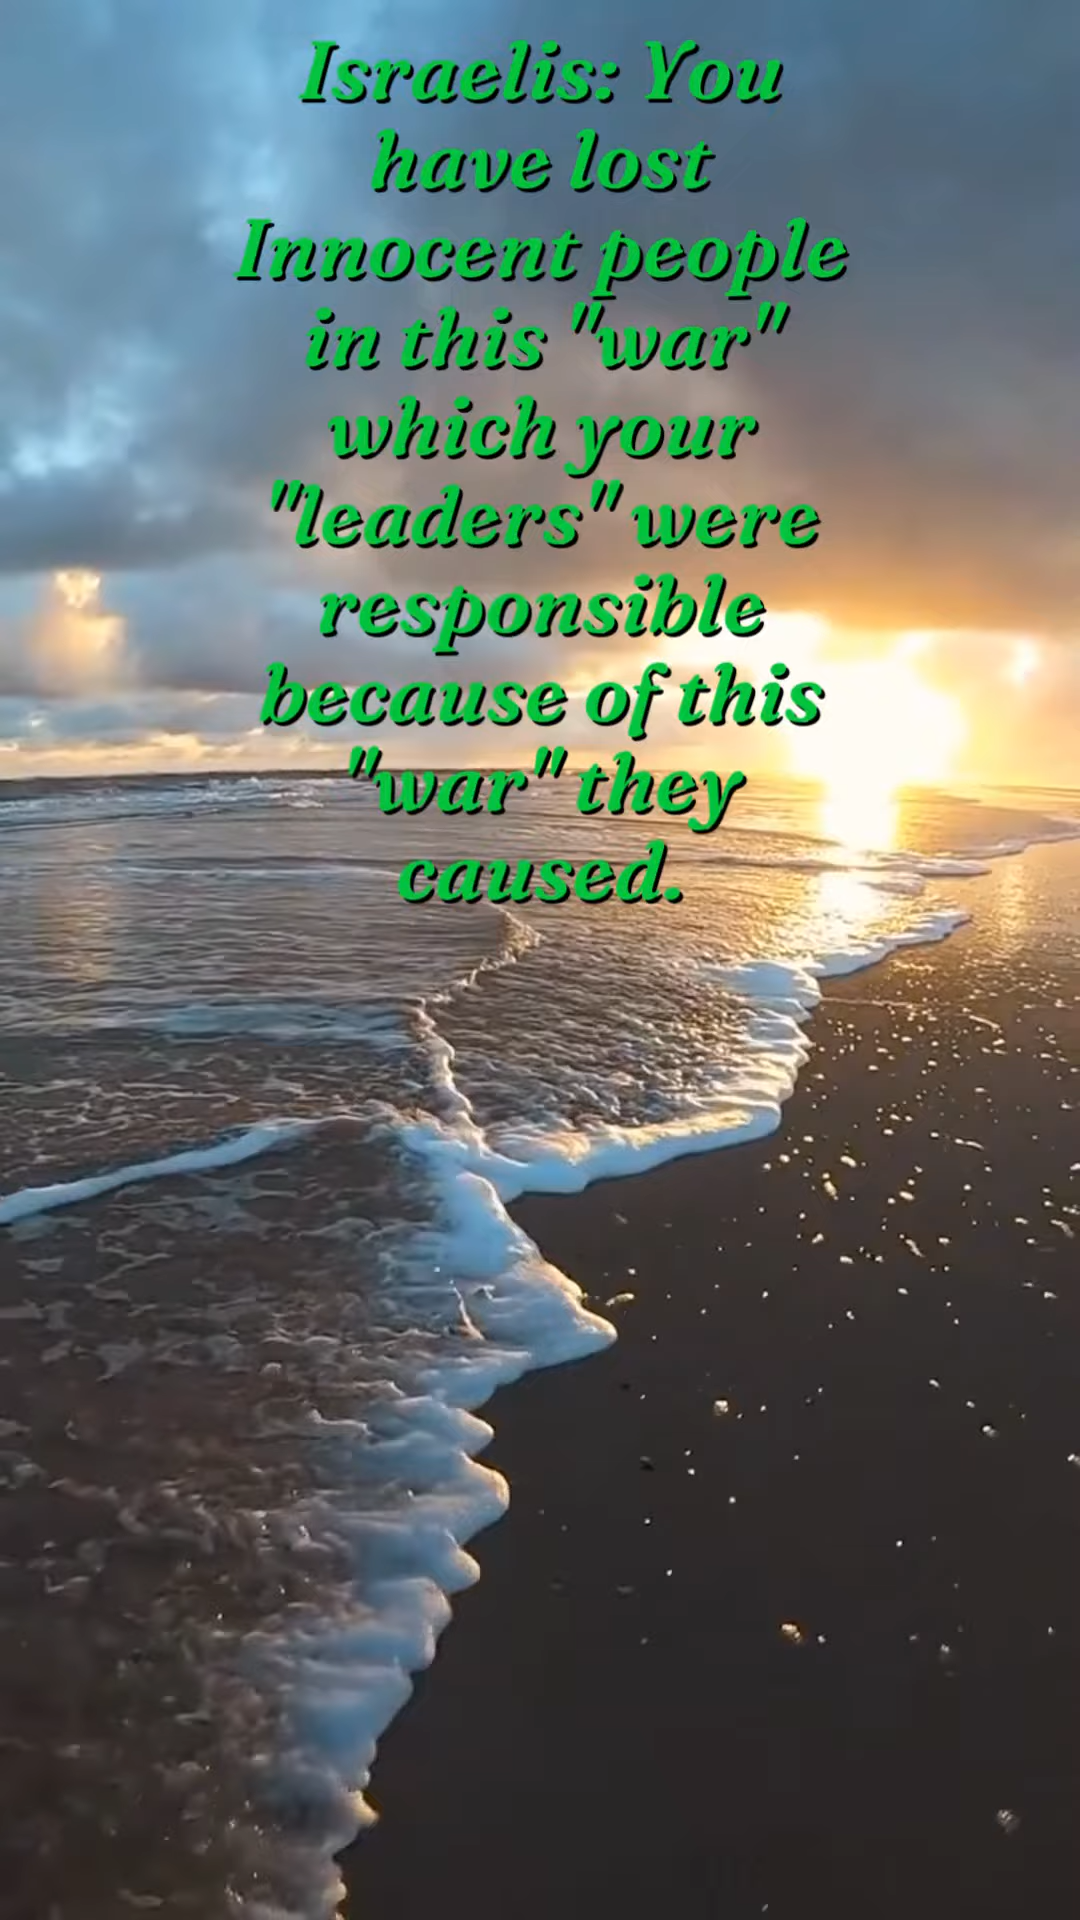 Israelis: You
have lost
Innocent people
in this "war"
which your
"leaders" were
responsible
because of this
"war" they
caused.